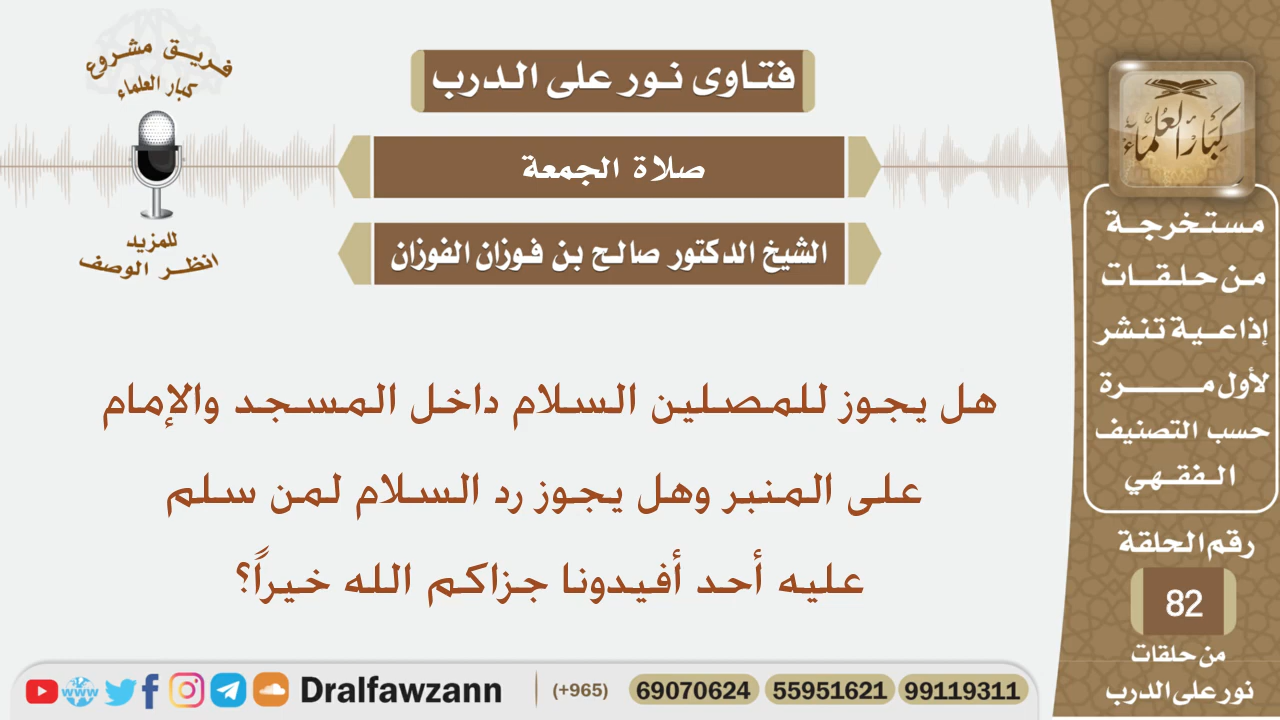 فريق مشروع
كبار العلماء
للمزيد
انظر الوصف
فتاوى نور على الدرب
صلاة الجمعة
الشيخ الدكتور صالح بن فوزان الفوزان
هل يجوز للمصلين السلام داخل المسجد والإمام
على المنبر وهل يجوز رد السلام لمن سلم
عليه أحد أفيدونا جزاكم الله خيراً؟
كبار العلماء
مستخرجة
من حلقات
إذاعية تنشر
لأول مرة
حسب التصنيف
الفقهي
رقم الحلقة
82
من حلقات
نور على الدرب
www
Dralfawzann (+965) 69070624 55951621 99119311